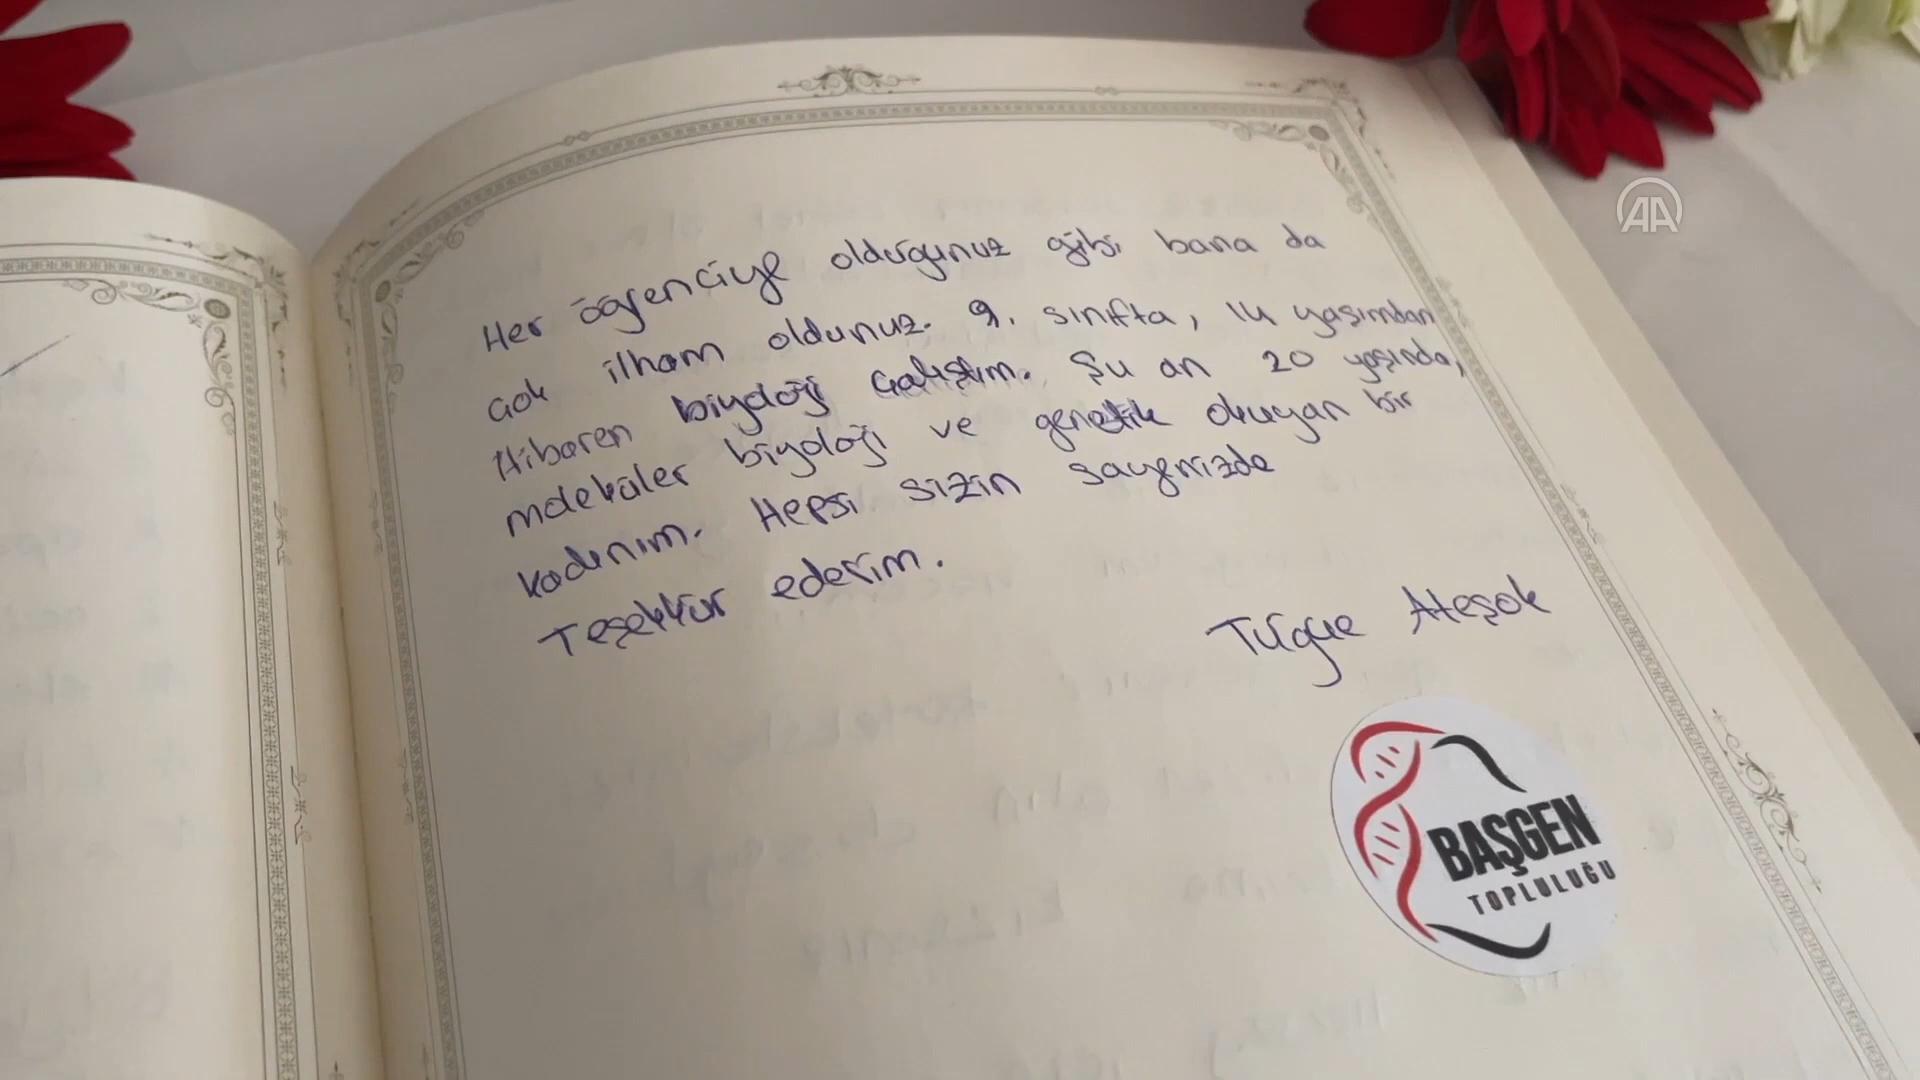 Her öğrenciye olduğunuz gibi bana da
çok ilham oldunuz. 9. sınıfta, 14 yaşımdan
itibaren biyoloji çalıştım. Şu an 20 yaşında,
moleküler biyoloji ve genetik okuyan bir
kadınım. Hepsi sizin sayenizde
Teşekkür ederim.
Tuğçe Ateşok
BAŞGEN
TOPLULUĞU
AA